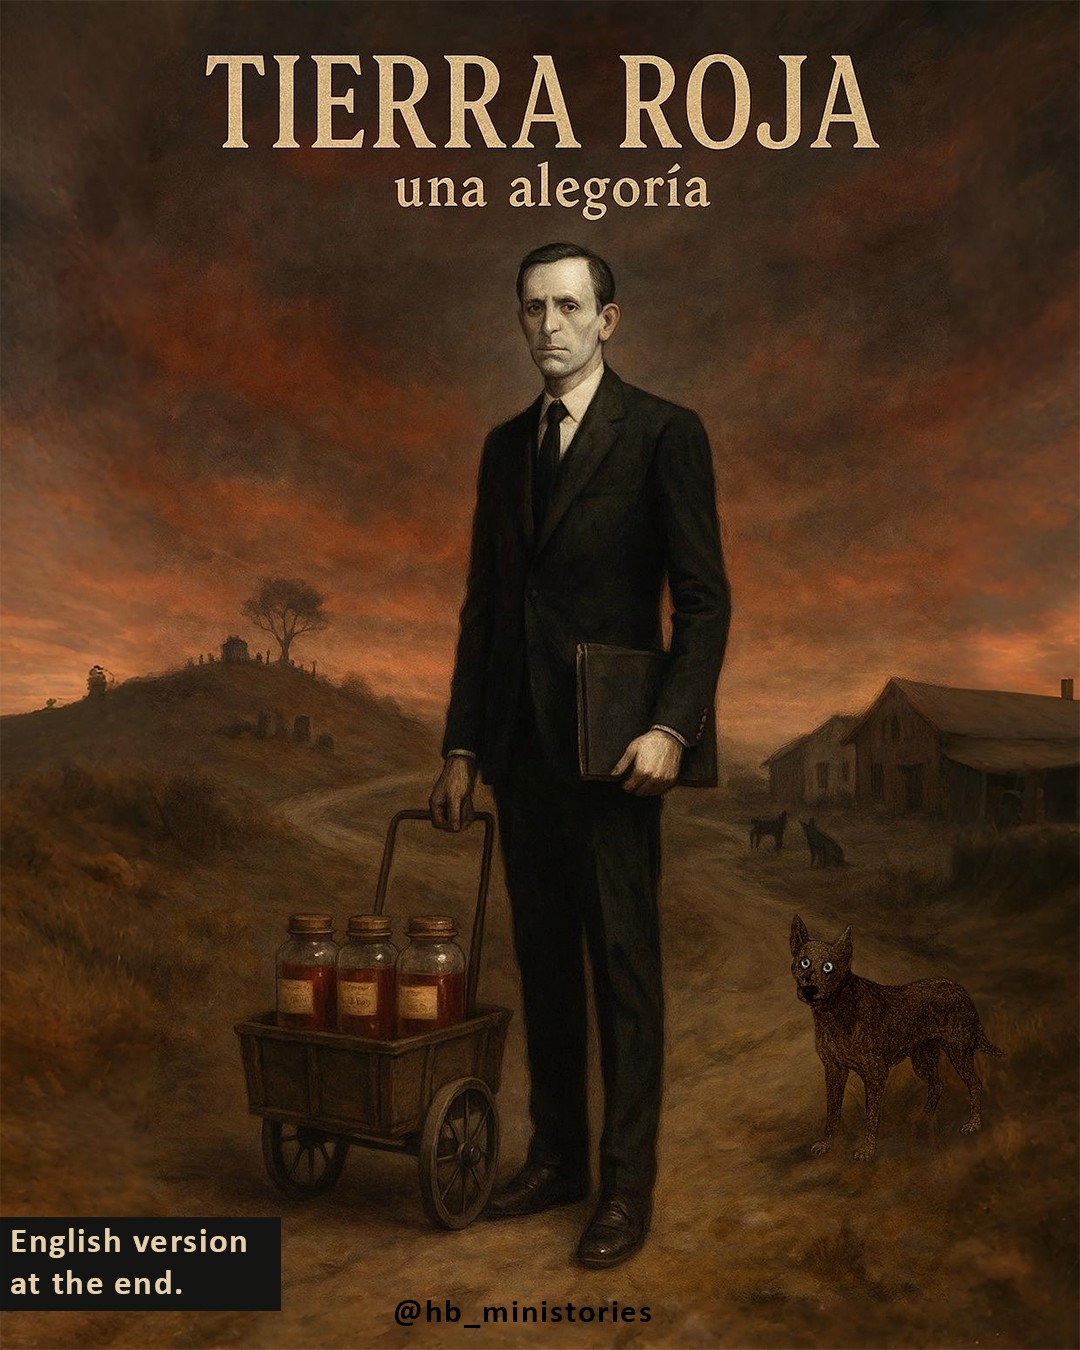 TIERRA ROJA
una alegoría
English version
at the end.
@hb_ministories